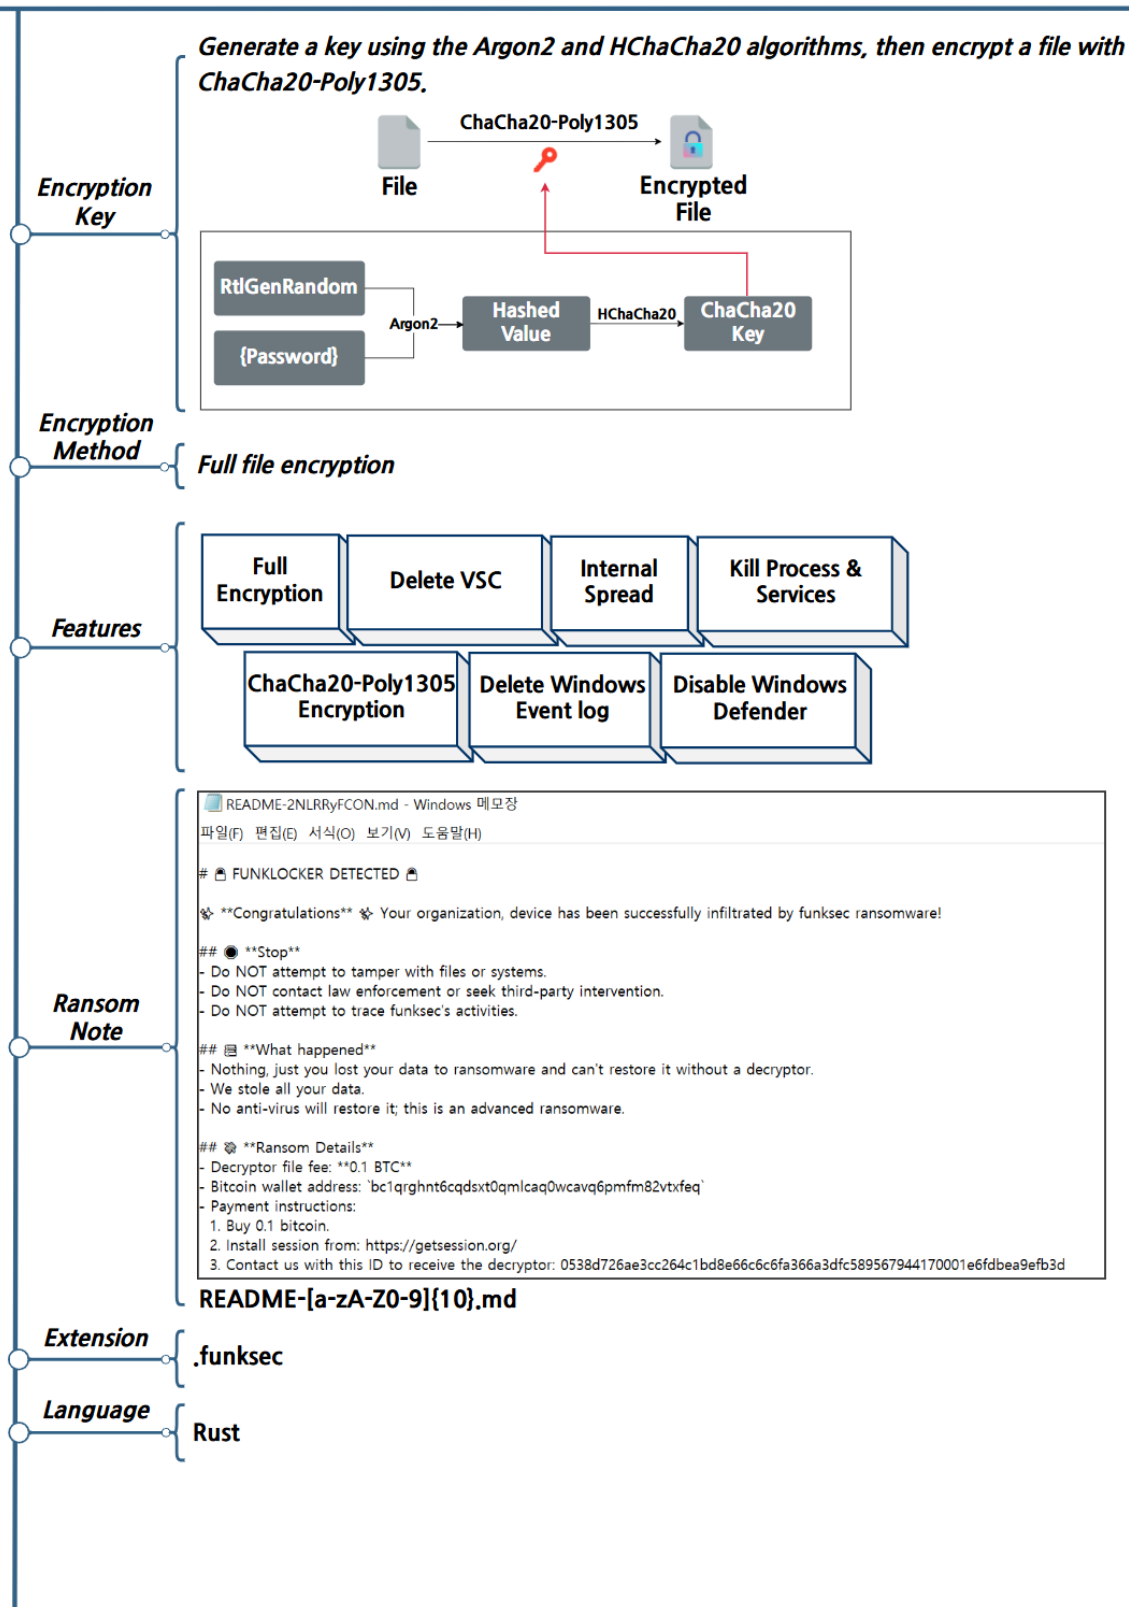 Generate a key using the Argon2 and HChaCha20 algorithms, then encrypt a file with
ChaCha20-Poly1305.
ChaCha20-Poly1305
File
Encrypted
File
Encryption
Key
RtlGenRandom
{Password}
Argon2
Hashed
Value
HChaCha20
ChaCha20
Key
Encryption
Method
Full file encryption
Features
Full
Encryption
Delete VSC
Internal
Spread
Kill Process &
Services
ChaCha20-Poly1305
Encryption
Delete Windows
Event log
Disable Windows
Defender
Ransom
Note
README-2NLRRyFCON.md - Windows 메모장
파일(F) 편집(E) 서식(O) 보기(V) 도움말(H)
# FUNKLOCKER DETECTED
**Congratulations** Your organization, device has been successfully infiltrated by funksec ransomware!
## **Stop**
- Do NOT attempt to tamper with files or systems.
- Do NOT contact law enforcement or seek third-party intervention.
- Do NOT attempt to trace funksec's activities.
## **What happened**
- Nothing, just you lost your data to ransomware and can't restore it without a decryptor.
- We stole all your data.
- No anti-virus will restore it; this is an advanced ransomware.
## **Ransom Details**
- Decryptor file fee: **0.1 BTC**
- Bitcoin wallet address: `bc1qrghnt6cqdsxt0qmlcaq0wcavq6pmfm82vtxfeq`
- Payment instructions:
1. Buy 0.1 bitcoin.
2. Install session from: https://getsession.org/
3. Contact us with this ID to receive the decryptor: 0538d726ae3cc264c1bd8e66c6c6fa366a3dfc589567944170001e6fdbea9efb3d
README-[a-zA-Z0-9]{10}.md
Extension
.funksec
Language
Rust